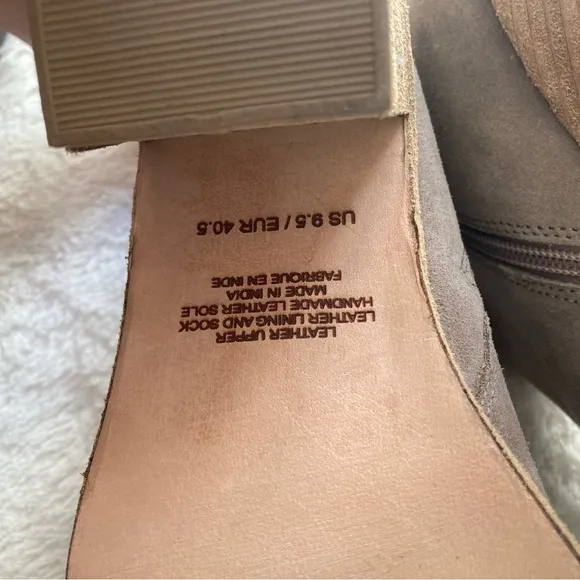 LEATHER UPPER
LEATHER LINING AND SOCK
HANDMADE LEATHER SOLE
MADE IN INDIA
FABRIQUE EN INDE
US 9.5 / EUR 40.5